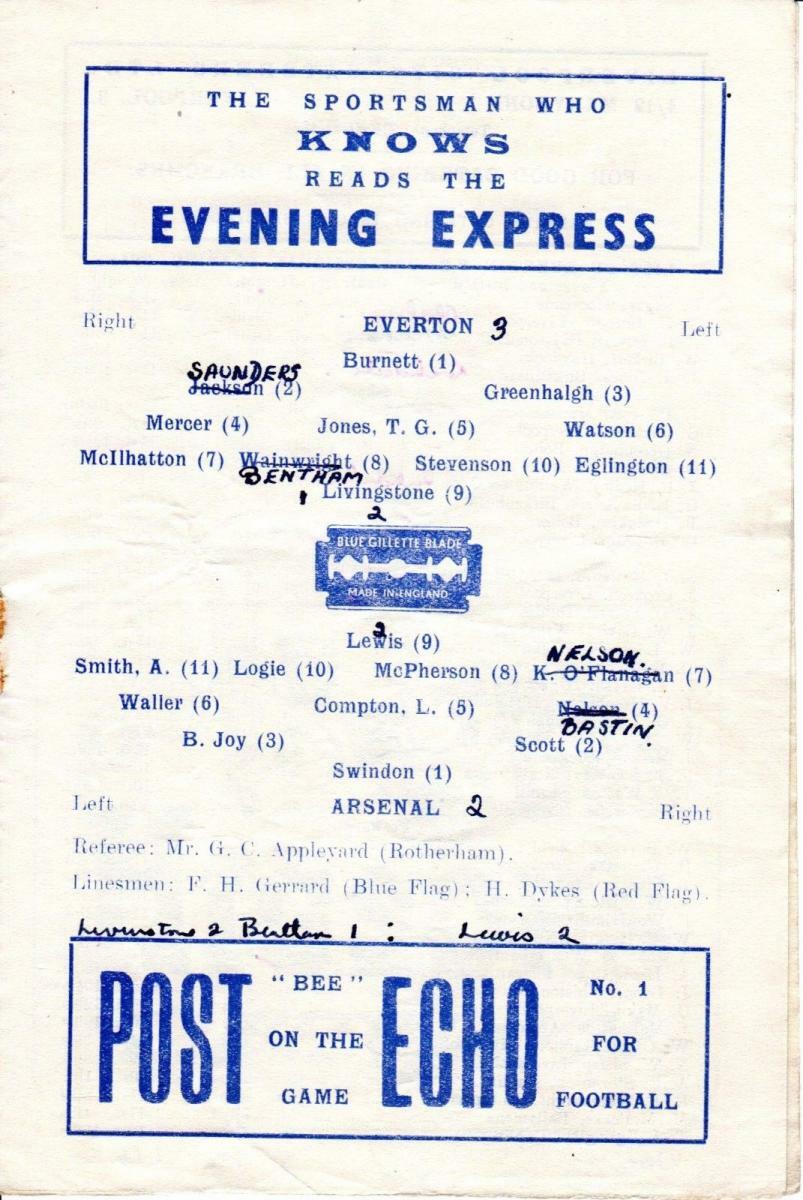 THE SPORTSMAN WHO
KNOWS
READS THE
EVENING EXPRESS
Right EVERTON 3 Left
Burnett (1)
SAUNDERS
Jackson (2) Greenhalgh (3)
Mercer (4) Jones, T. G. (5) Watson (6)
McIlhatton (7) Wainwright (8) Stevenson (10) Eglington (11)
BENTHAM
1 Livingstone (9)
2
BLUE GILLETTE BLADE
MADE IN ENGLAND
2
Lewis (9)
NELSON.
Smith, A. (11) Logie (10) McPherson (8) K. O'Flanagan (7)
Waller (6) Compton, L. (5) Nelson (4)
BASTIN.
B. Joy (3) Scott (2)
Swindon (1)
Left ARSENAL 2 Right
Referee: Mr. G. C. Appleyard (Rotherham).
Linesmen: F. H. Gerrard (Blue Flag); H. Dykes (Red Flag).
Livinstone 2 Bentham 1 : Lewis 2
POST "BEE" ON THE GAME ECHO No. 1 FOR FOOTBALL